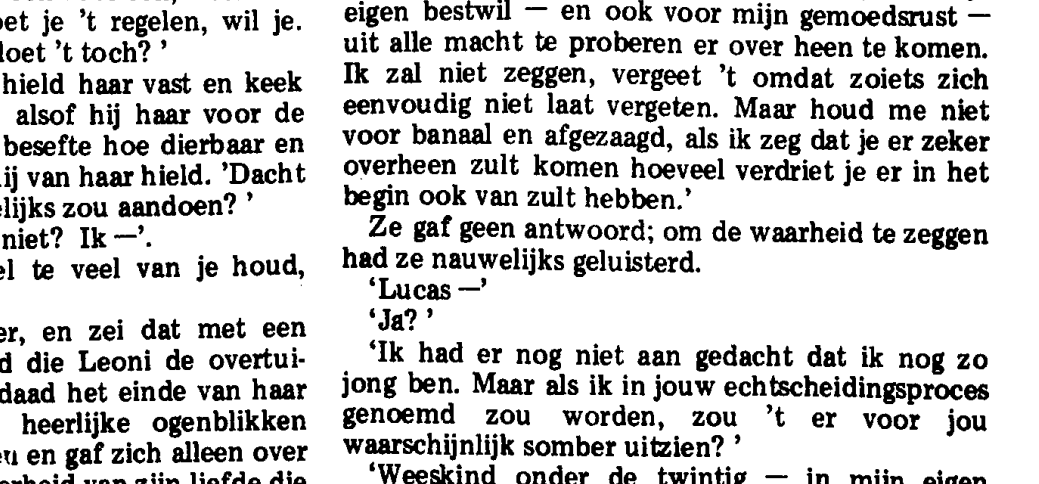 je 't regelen, wil je.
't toch? '
hield haar vast en keek
alsof hij haar voor de
besefte hoe dierbaar en
van haar hield. 'Dacht
zou aandoen? '
niet? Ik —'.
te veel van je houd,
en zei dat met een
die Leoni de overtui-
het einde van haar
heerlijke ogenblikken
en gaf zich alleen over
van zijn liefde die
eigen bestwil — en ook voor mijn gemoedsrust —
uit alle macht te proberen er over heen te komen.
Ik zal niet zeggen, vergeet 't omdat zoiets zich
eenvoudig niet laat vergeten. Maar houd me niet
voor banaal en afgezaagd, als ik zeg dat je er zeker
overheen zult komen hoeveel verdriet je er in het
begin ook van zult hebben.'
Ze gaf geen antwoord; om de waarheid te zeggen
had ze nauwelijks geluisterd.
'Lucas —'
'Ja? '
'Ik had er nog niet aan gedacht dat ik nog zo
jong ben. Maar als ik in jouw echtscheidingsproces
genoemd zou worden, zou 't er voor jou
waarschijnlijk somber uitzien? '
'Weeskind onder de twintig — in mijn eigen